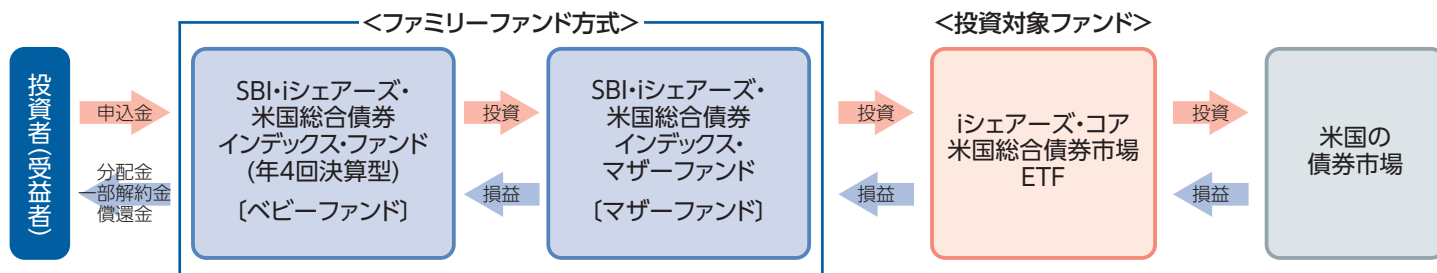 <ファミリーファンド方式>
<投資対象ファンド>
投資者(受益者)
申込金
分配金
一部解約金
償還金
SBI・iシェアーズ・
米国総合債券
インデックス・ファンド
(年4回決算型)
〔ベビーファンド〕
投資
損益
SBI・iシェアーズ・
米国総合債券
インデックス・
マザーファンド
〔マザーファンド〕
投資
損益
iシェアーズ・コア
米国総合債券市場
ETF
投資
損益
米国の
債券市場